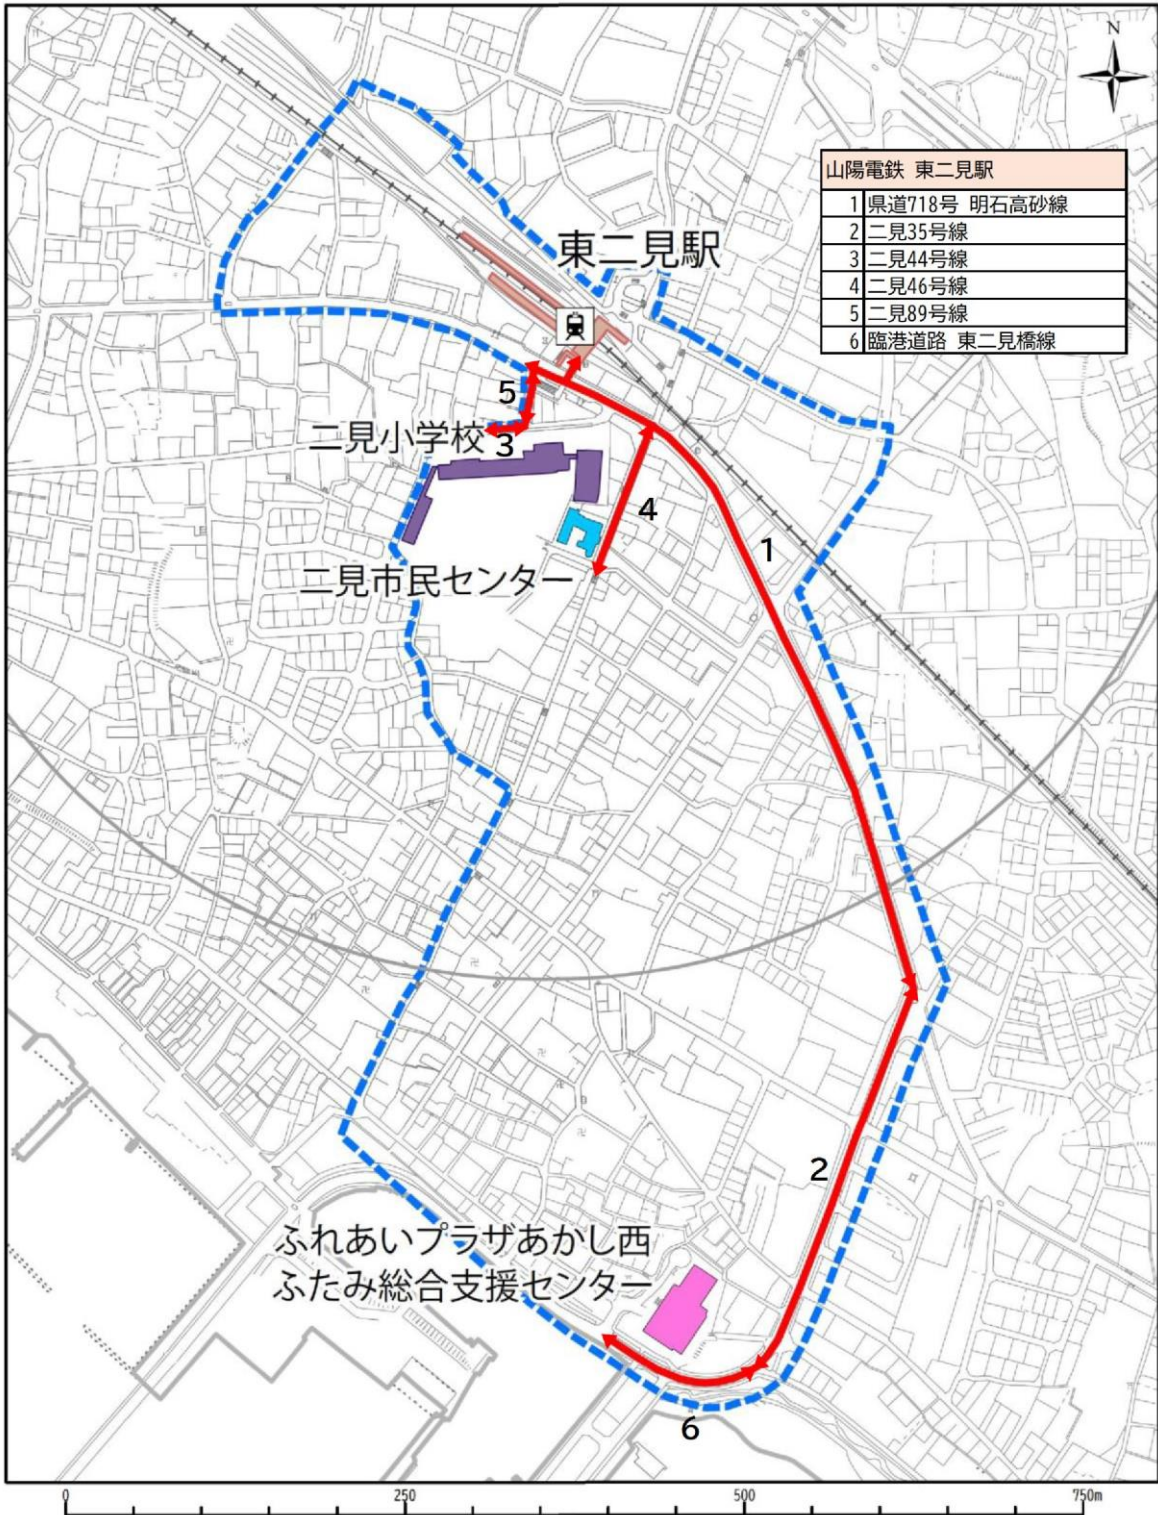 N
山陽電鉄 東二見駅
1 県道718号 明石高砂線
2 二見35号線
3 二見44号線
4 二見46号線
5 二見89号線
6 臨港道路 東二見橋線
東二見駅
5
二見小学校
3
4
1
二見市民センター
2
ふれあいプラザあかし西
ふたみ総合支援センター
6
0 250 500 750m